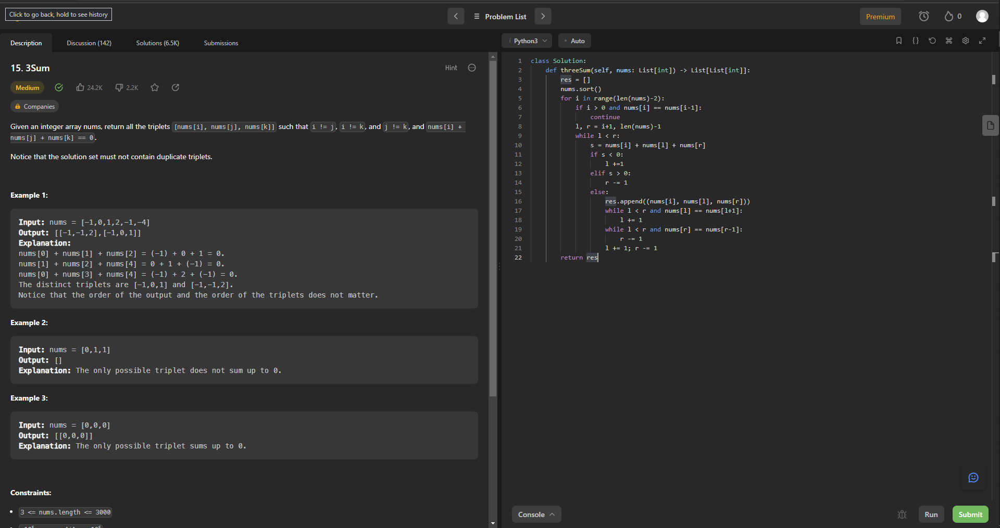 Click to go back, hold to see history
Problem List
Premium
0
Description
Discussion (142)
Solutions (6.5K)
Submissions
i Python3
Auto
15. 3Sum
Hint
Medium
24.2K
2.2K
Companies
Given an integer array nums, return all the triplets [nums[i], nums[j], nums[k]] such that i != j, i != k, and j != k, and nums[i] +
nums[j] + nums[k] == 0.
Notice that the solution set must not contain duplicate triplets.
Example 1:
Input: nums = [-1,0,1,2,-1,-4]
Output: [[-1,-1,2],[-1,0,1]]
Explanation:
nums[0] + nums[1] + nums[2] = (-1) + 0 + 1 = 0.
nums[1] + nums[2] + nums[4] = 0 + 1 + (-1) = 0.
nums[0] + nums[3] + nums[4] = (-1) + 2 + (-1) = 0.
The distinct triplets are [-1,0,1] and [-1,-1,2].
Notice that the order of the output and the order of the triplets does not matter.
Example 2:
Input: nums = [0,1,1]
Output: []
Explanation: The only possible triplet does not sum up to 0.
Example 3:
Input: nums = [0,0,0]
Output: [[0,0,0]]
Explanation: The only possible triplet sums up to 0.
Constraints:
3 <= nums.length <= 3000
1 class Solution:
2 def threeSum(self, nums: List[int]) -> List[List[int]]:
3 res = []
4 nums.sort()
5 for i in range(len(nums)-2):
6 if i > 0 and nums[i] == nums[i-1]:
7 continue
8 l, r = i+1, len(nums)-1
9 while l < r:
10 s = nums[i] + nums[l] + nums[r]
11 if s < 0:
12 l +=1
13 elif s > 0:
14 r -= 1
15 else:
16 res.append((nums[i], nums[l], nums[r]))
17 while l < r and nums[l] == nums[l+1]:
18 l += 1
19 while l < r and nums[r] == nums[r-1]:
20 r -= 1
21 l += 1; r -= 1
22 return res
Console
Run
Submit